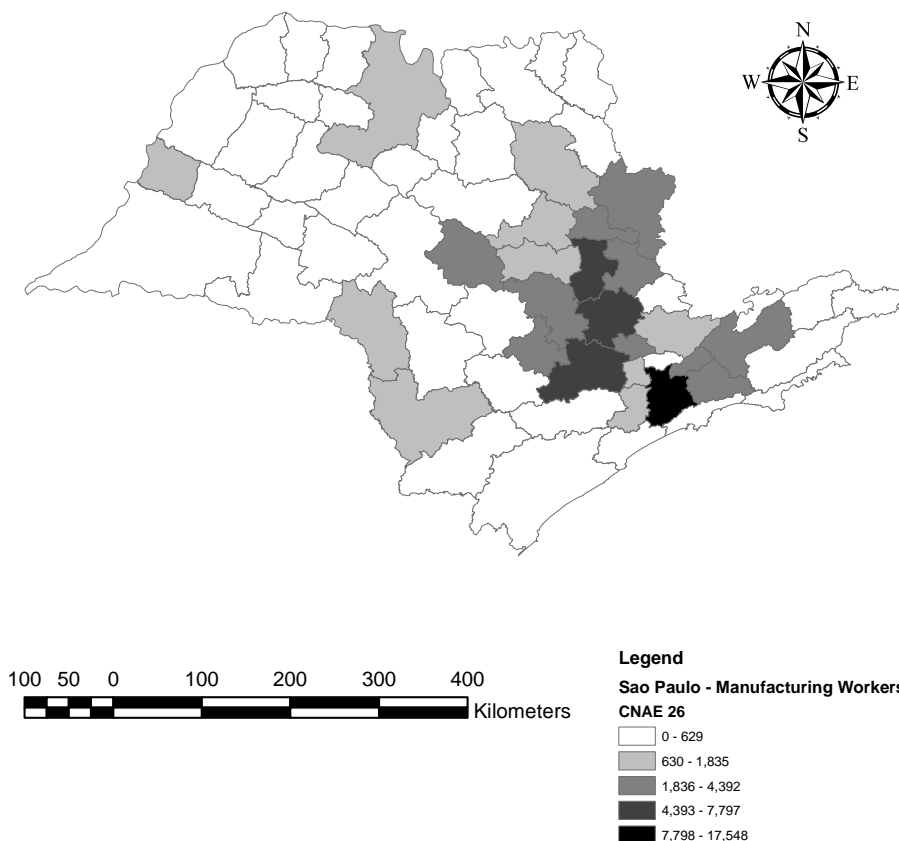 N
W E
S
100 50 0 100 200 300 400
Kilometers
Legend
Sao Paulo - Manufacturing Workers
CNAE 26
0 - 629
630 - 1,835
1,836 - 4,392
4,393 - 7,797
7,798 - 17,548